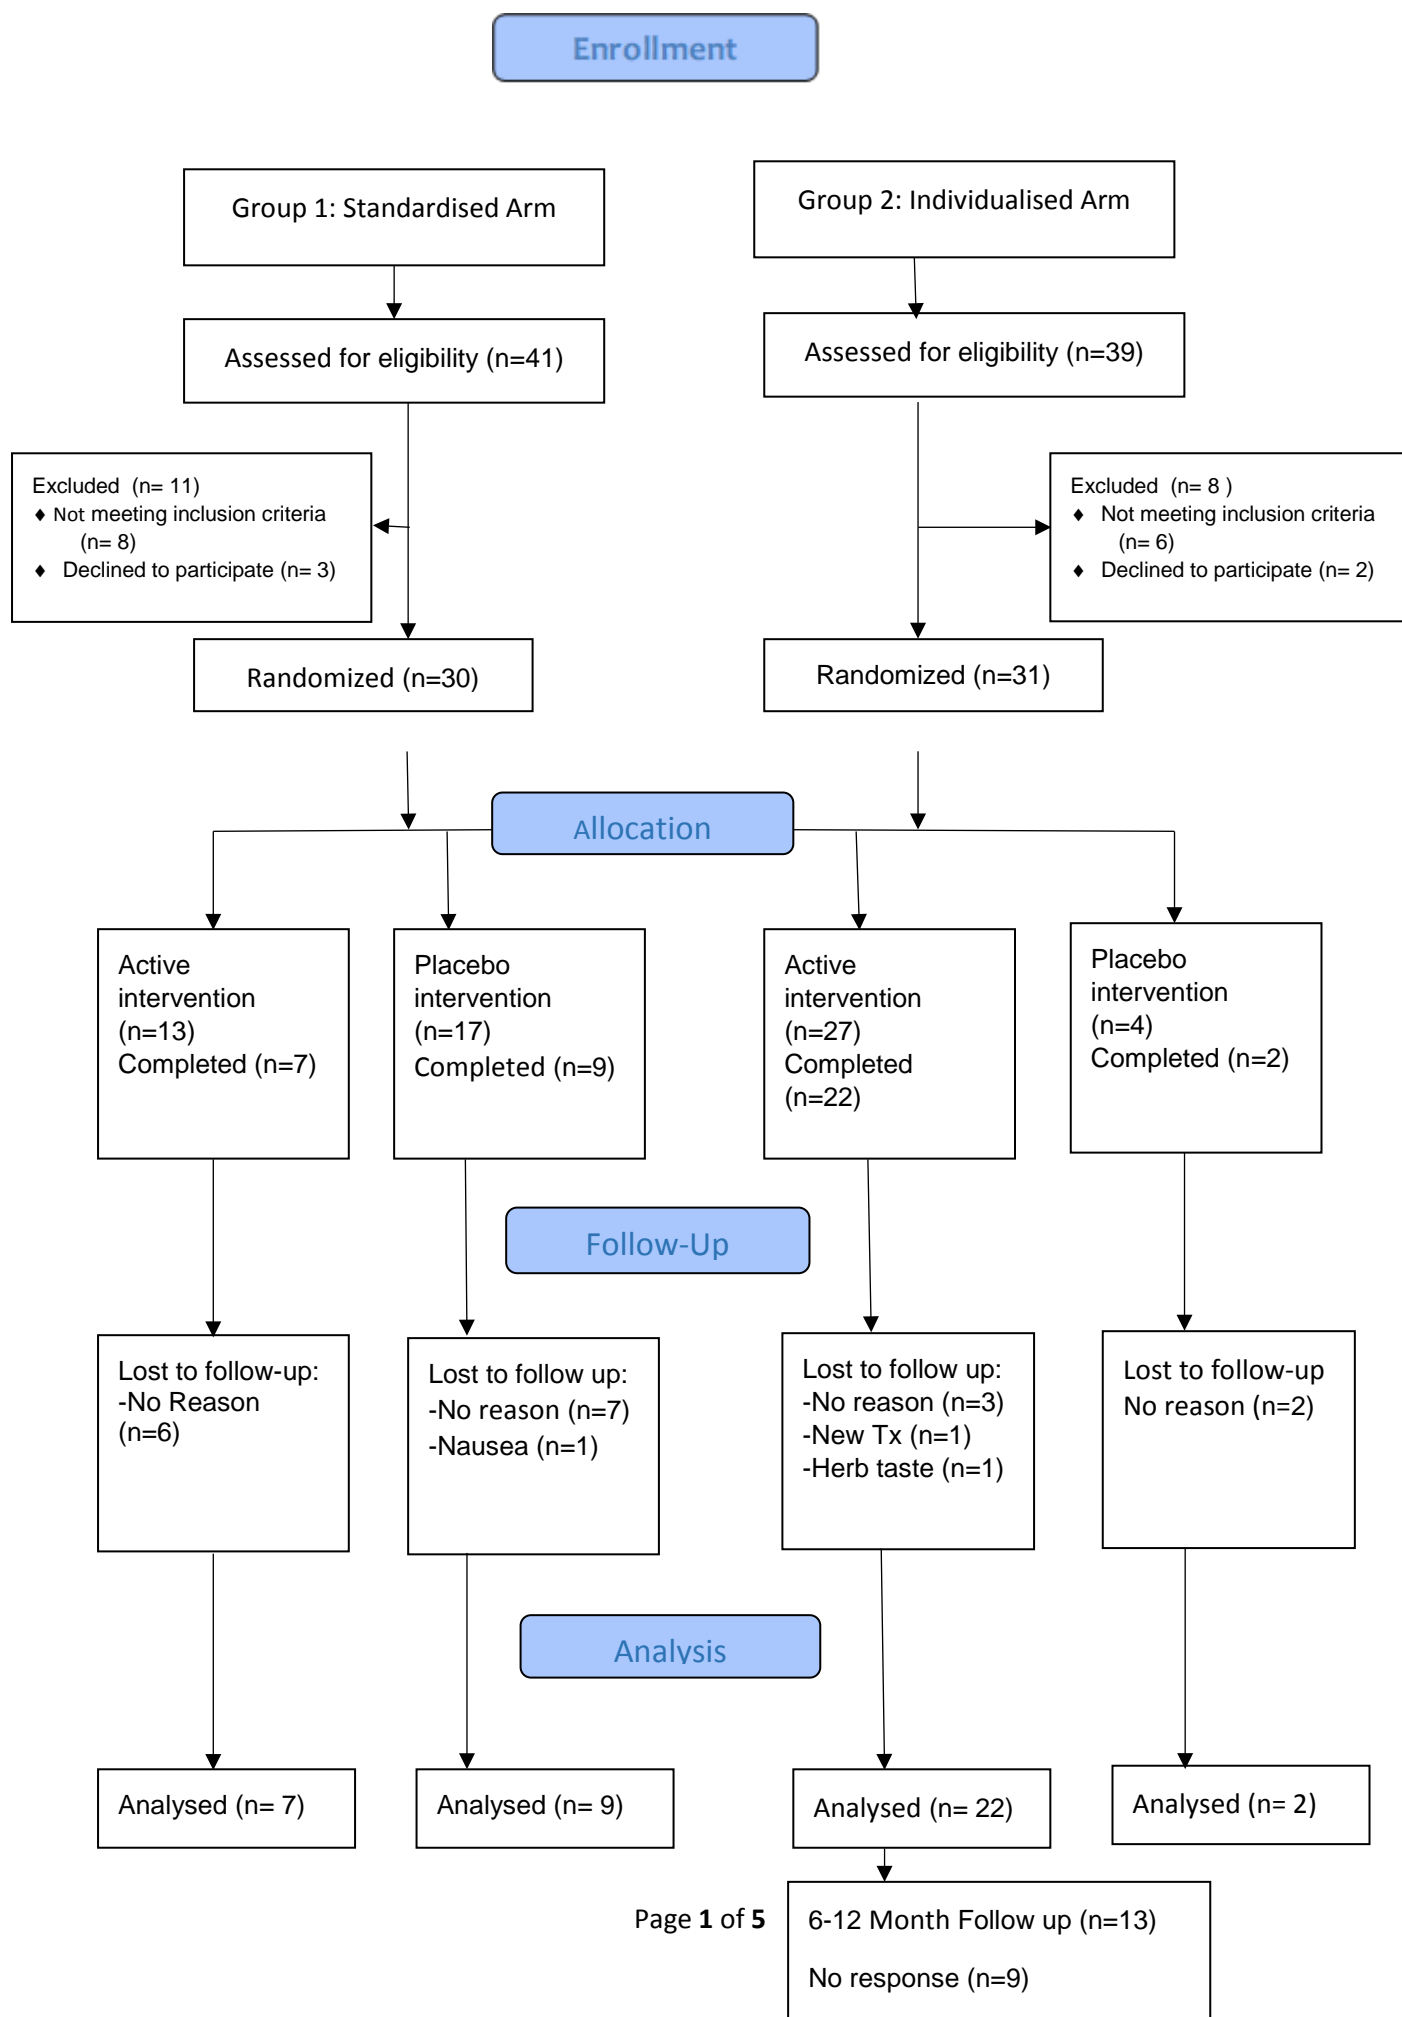 Enrollment
Group 1: Standardised Arm
Group 2: Individualised Arm
Assessed for eligibility (n=41)
Assessed for eligibility (n=39)
Excluded (n= 11)
♦ Not meeting inclusion criteria
(n= 8)
♦ Declined to participate (n= 3)
Excluded (n= 8 )
♦ Not meeting inclusion criteria
(n= 6)
♦ Declined to participate (n= 2)
Randomized (n=30)
Randomized (n=31)
Allocation
Active
intervention
(n=13)
Completed (n=7)
Placebo
intervention
(n=17)
Completed (n=9)
Active
intervention
(n=27)
Completed
(n=22)
Placebo
intervention
(n=4)
Completed (n=2)
Follow-Up
Lost to follow-up:
-No Reason
(n=6)
Lost to follow up:
-No reason (n=7)
-Nausea (n=1)
Lost to follow up:
-No reason (n=3)
-New Tx (n=1)
-Herb taste (n=1)
Lost to follow-up
No reason (n=2)
Analysis
Analysed (n= 7)
Analysed (n= 9)
Analysed (n= 22)
Analysed (n= 2)
Page 1 of 5
6-12 Month Follow up (n=13)
No response (n=9)